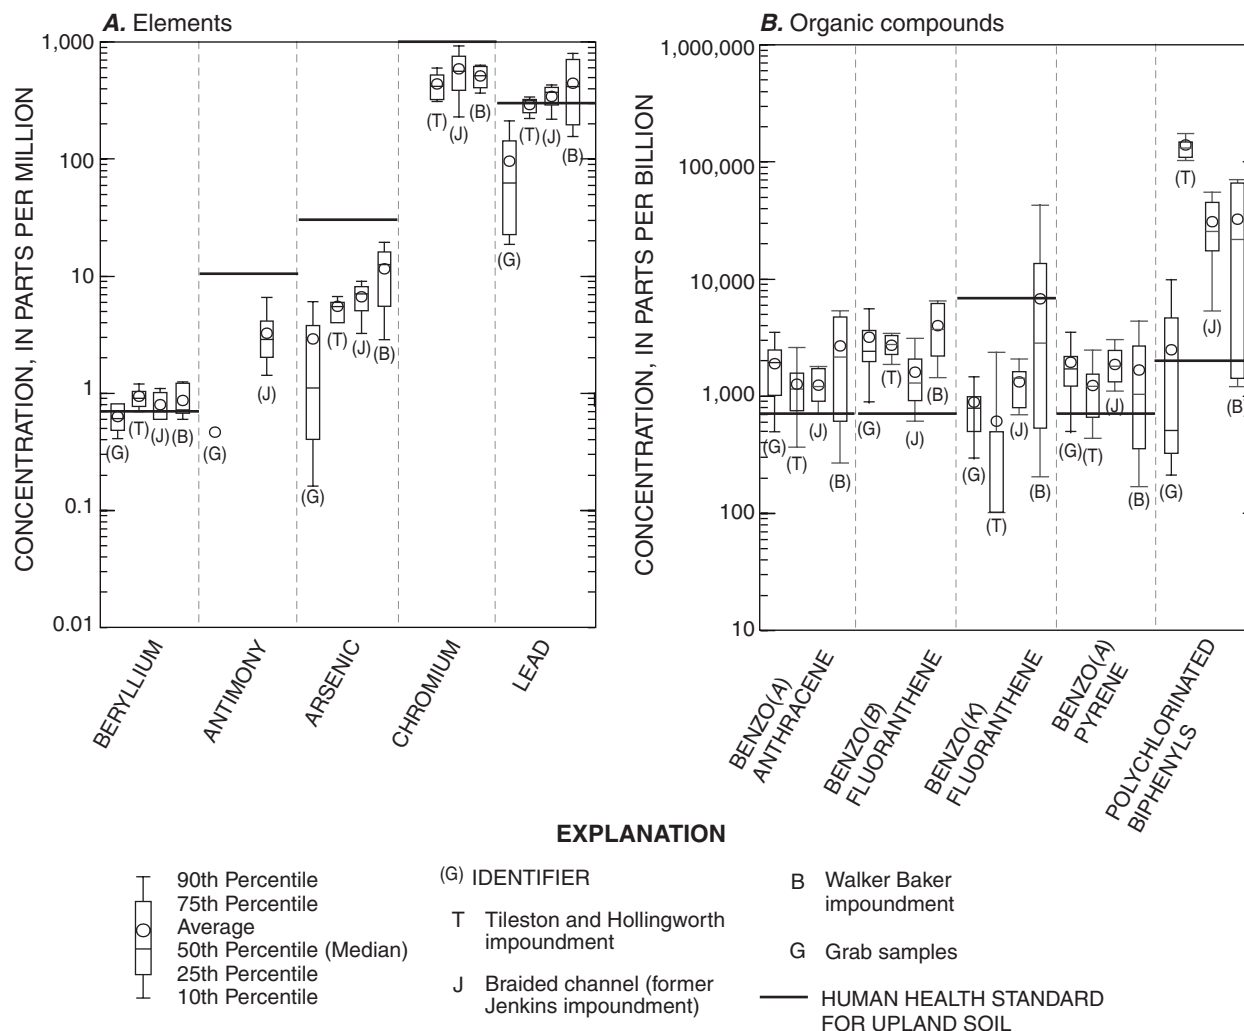 A. Elements
CONCENTRATION, IN PARTS PER MILLION
1,000
100
10
1
0.1
0.01
(G)
(T)
(J)
(B)
(G)
(J)
(G)
(T)
(J)
(B)
(T)
(J)
(B)
(G)
(T)
(J)
(B)
BERYLLIUM
ANTIMONY
ARSENIC
CHROMIUM
LEAD
B. Organic compounds
CONCENTRATION, IN PARTS PER BILLION
1,000,000
100,000
10,000
1,000
100
10
(G)
(T)
(J)
(B)
(G)
(T)
(J)
(B)
(G)
(T)
(J)
(B)
(G)
(T)
(J)
(B)
(G)
(T)
(J)
(B)
BENZO(A)
ANTHRACENE
BENZO(B)
FLUORANTHENE
BENZO(K)
FLUORANTHENE
BENZO(A)
PYRENE
POLYCHLORINATED
BIPHENYLS
EXPLANATION
90th Percentile
75th Percentile
Average
50th Percentile (Median)
25th Percentile
10th Percentile
(G) IDENTIFIER
T Tileston and Hollingworth
impoundment
J Braided channel (former
Jenkins impoundment)
B Walker Baker
impoundment
G Grab samples
HUMAN HEALTH STANDARD
FOR UPLAND SOIL